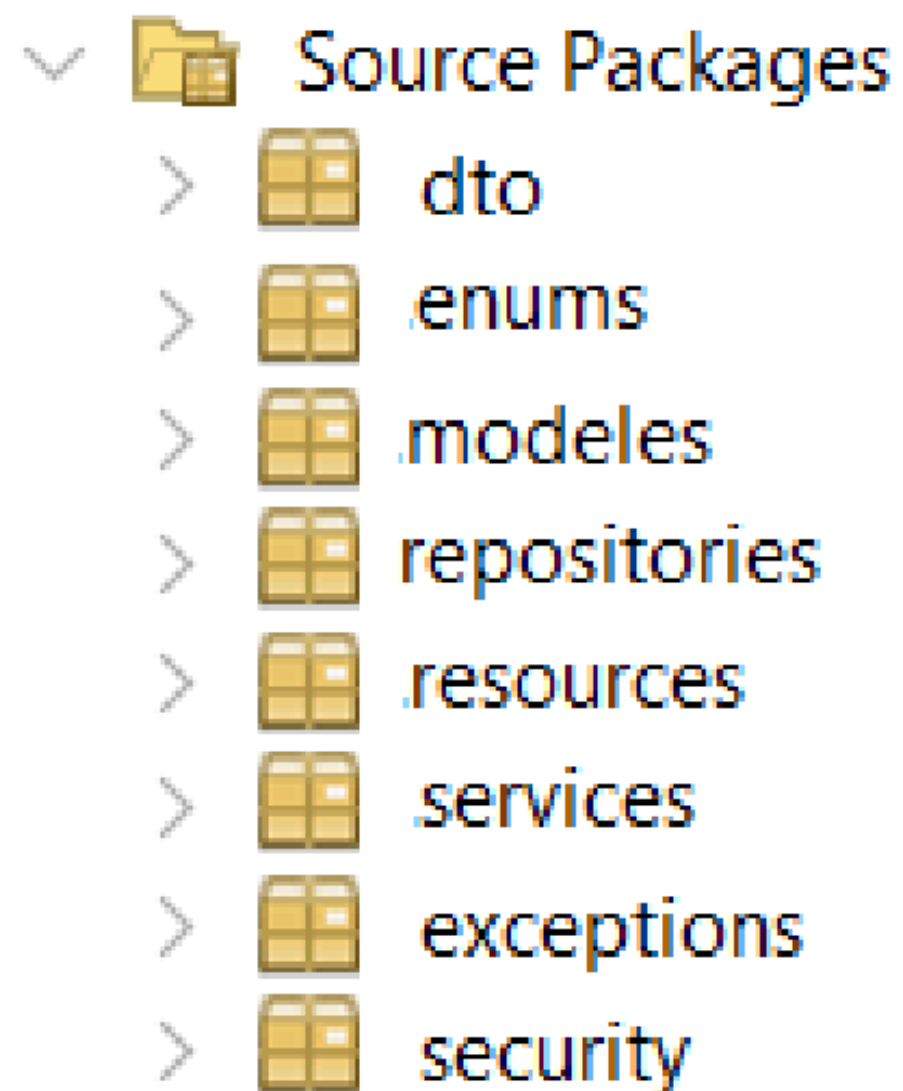 Source Packages
dto
enums
modeles
repositories
resources
services
exceptions
security